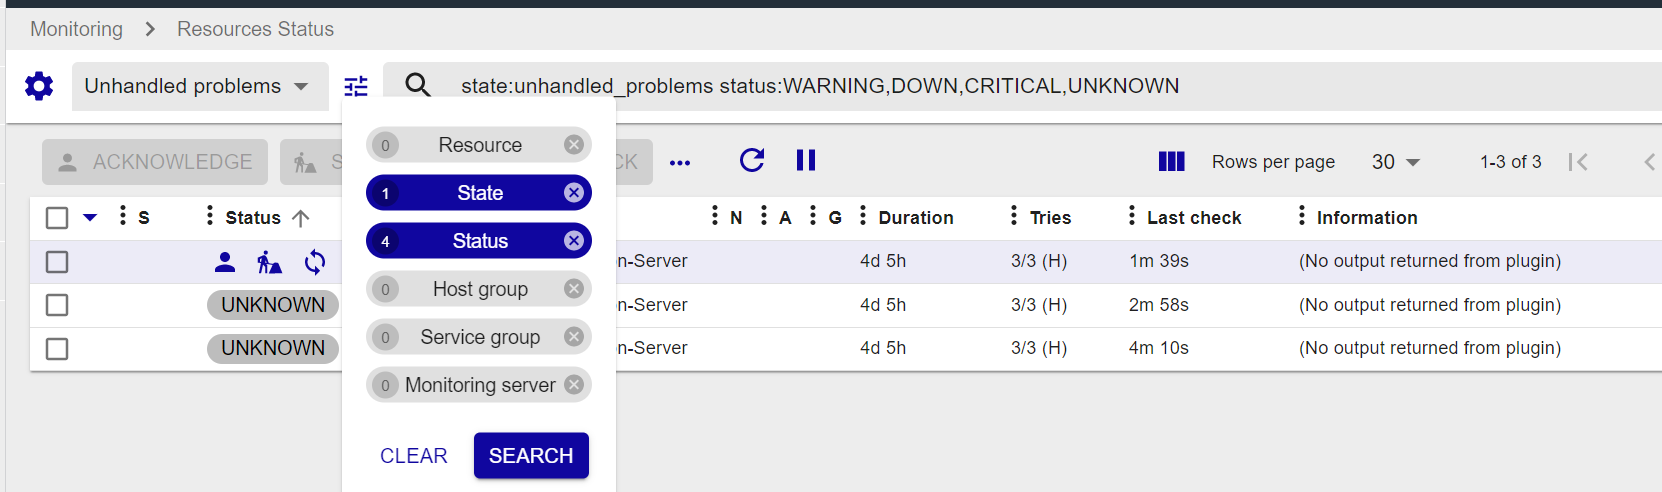 Monitoring > Resources Status
Unhandled problems
state:unhandled_problems status:WARNING,DOWN,CRITICAL,UNKNOWN
0 Resource
ACKNOWLEDGE
S
CK
Rows per page 30 1-3 of 3
1 State
S Status N A G Duration Tries Last check Information
4 Status
n-Server 4d 5h 3/3 (H) 1m 39s (No output returned from plugin)
0 Host group
UNKNOWN n-Server 4d 5h 3/3 (H) 2m 58s (No output returned from plugin)
0 Service group
UNKNOWN n-Server 4d 5h 3/3 (H) 4m 10s (No output returned from plugin)
0 Monitoring server
CLEAR SEARCH